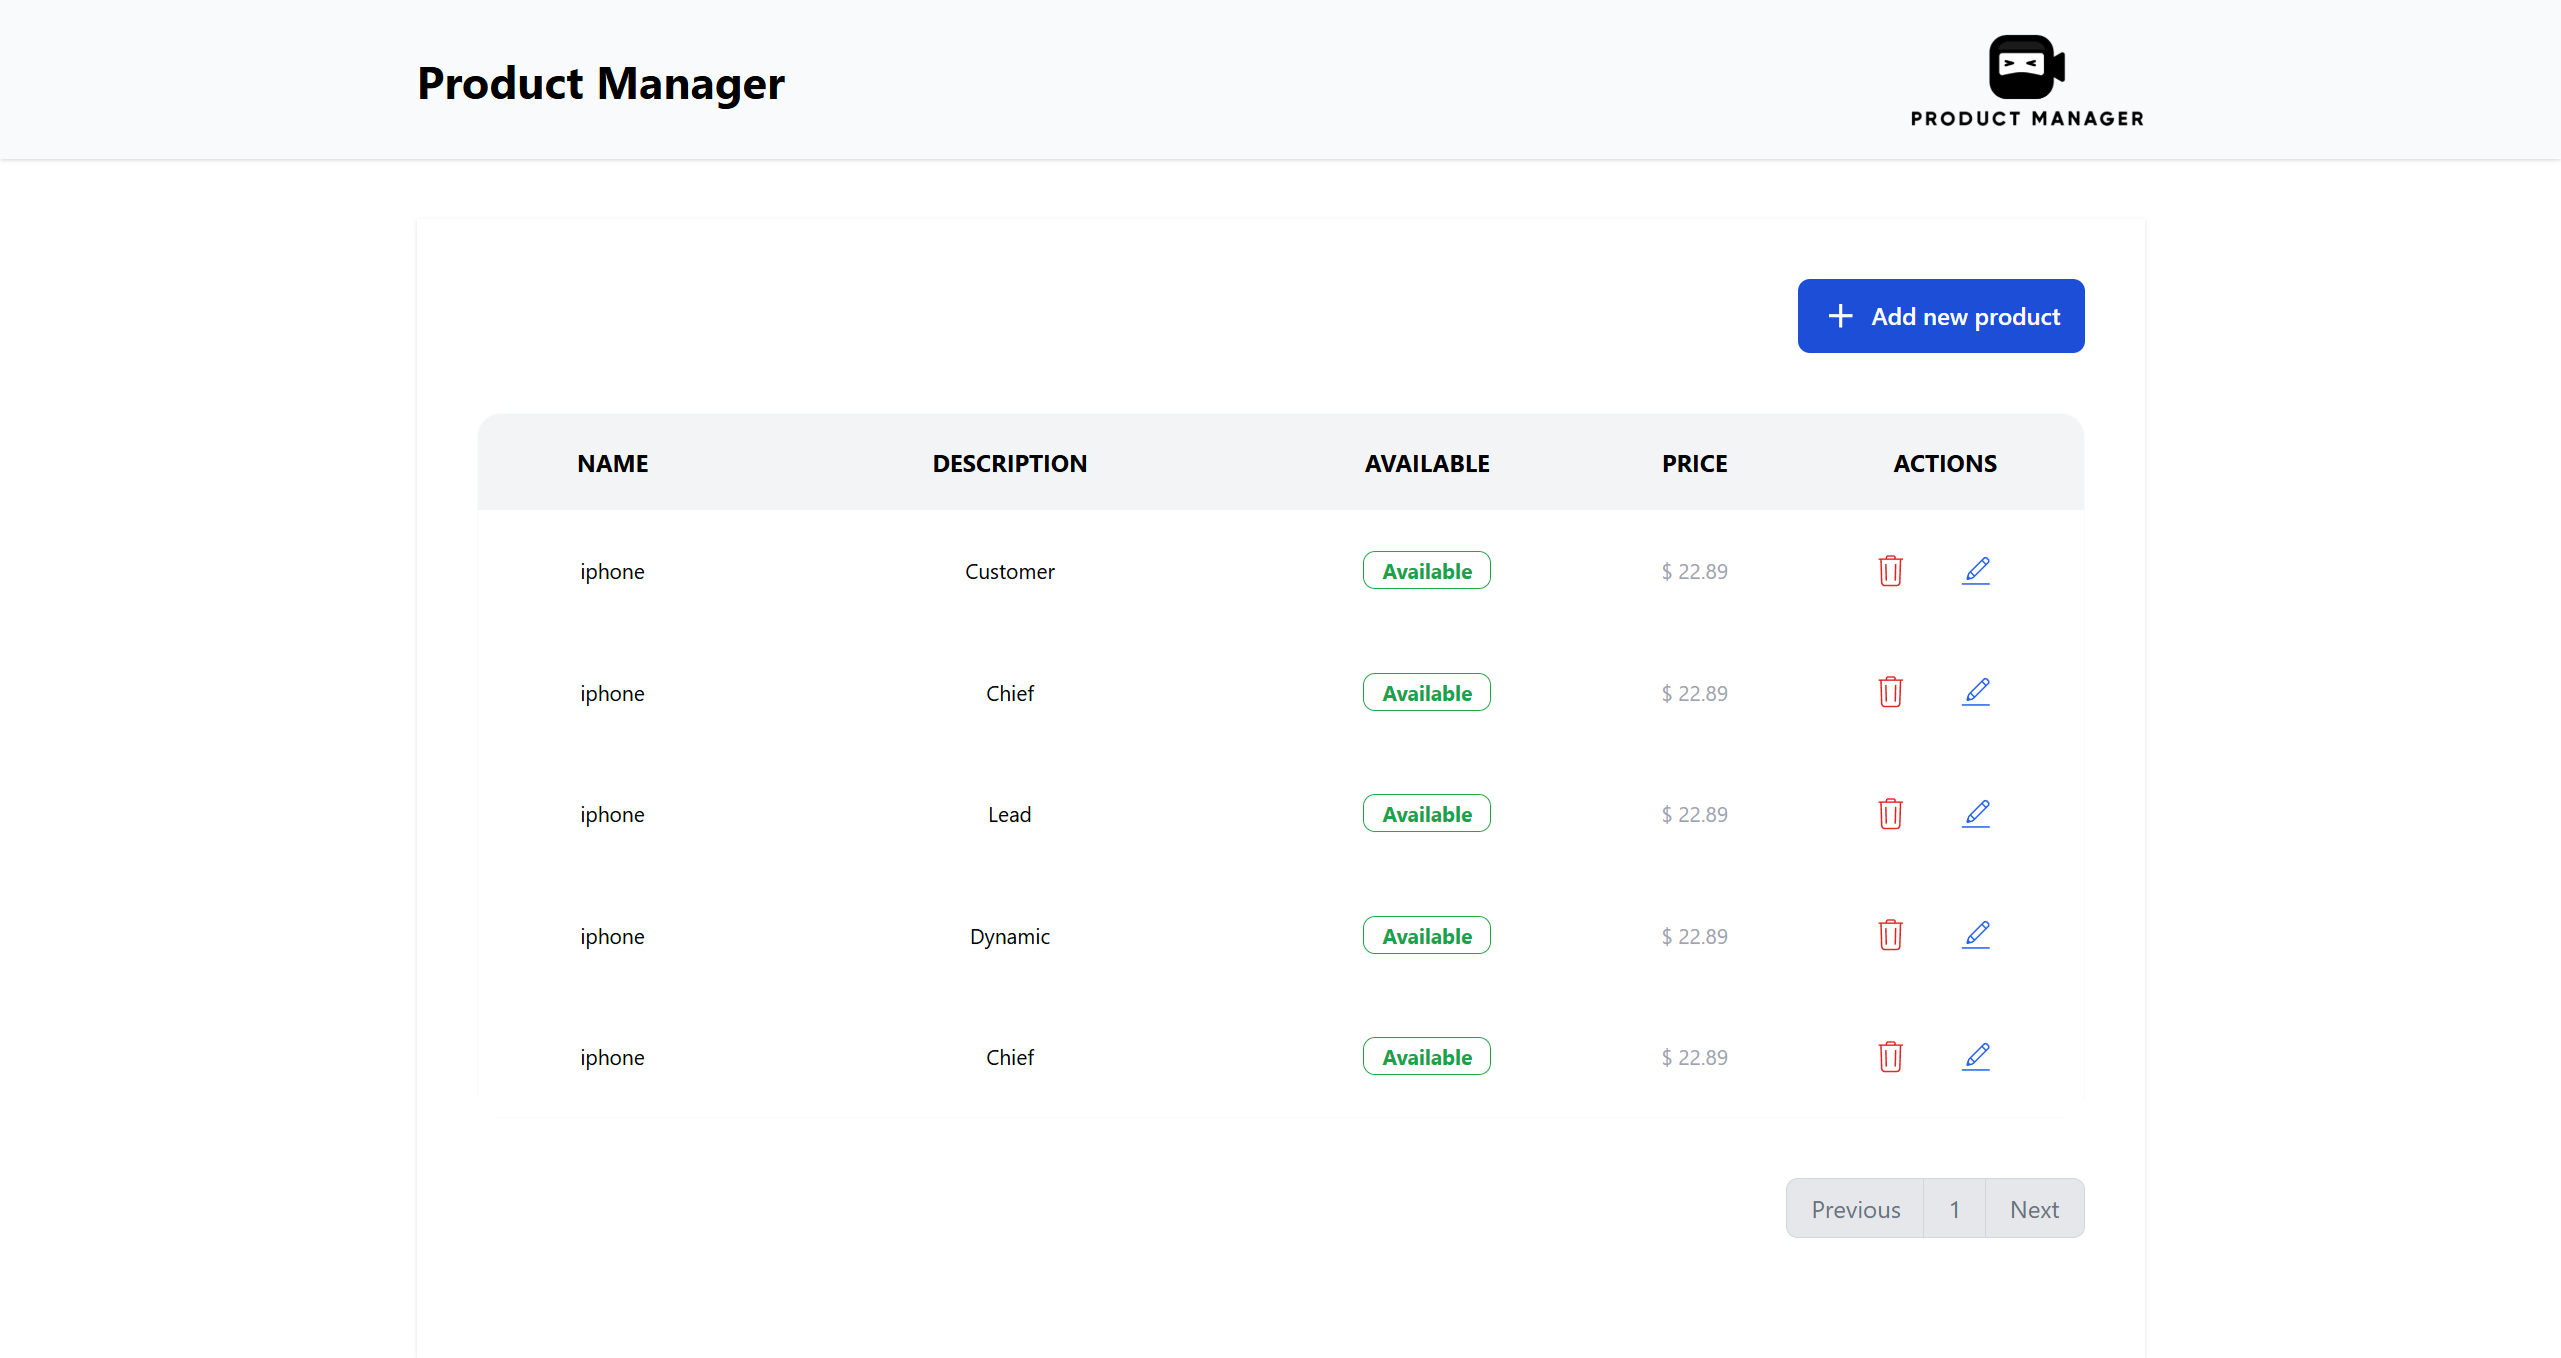 Product Manager
PRODUCT MANAGER
Add new product
NAME DESCRIPTION AVAILABLE PRICE ACTIONS
iphone Customer Available $ 22.89
iphone Chief Available $ 22.89
iphone Lead Available $ 22.89
iphone Dynamic Available $ 22.89
iphone Chief Available $ 22.89
Previous 1 Next